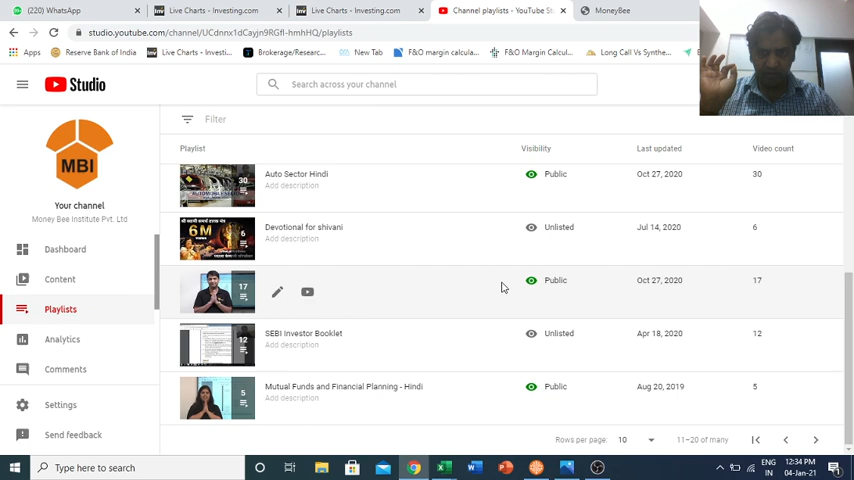 (220) WhatsApp
Live Charts - Investing.com
Live Charts - Investing.com
Channel playlists - YouTube St
MoneyBee
studio.youtube.com/channel/UCdnnx1dCayjn9RGfI-hmhHQ/playlists
Apps
Reserve Bank of India
Live Charts - Investin...
Brokerage/Researc...
New Tab
F&O margin calcula...
F&O Margin Calcul...
Long Call Vs Synthe...
Studio
Search across your channel
MBI
Your channel
Money Bee Institute Pvt. Ltd
Dashboard
Content
Playlists
Analytics
Comments
Settings
Send feedback
Filter
Playlist
Visibility
Last updated
Video count
30
Auto Sector Hindi
Add description
Public
Oct 27, 2020
30
6M
6
Devotional for shivani
Add description
Unlisted
Jul 14, 2020
6
17
Public
Oct 27, 2020
17
12
SEBI Investor Booklet
Add description
Unlisted
Apr 18, 2020
12
5
Mutual Funds and Financial Planning - Hindi
Add description
Public
Aug 20, 2019
5
Rows per page:
10
11–20 of many
Type here to search
ENG
IN
12:34 PM
04-Jan-21